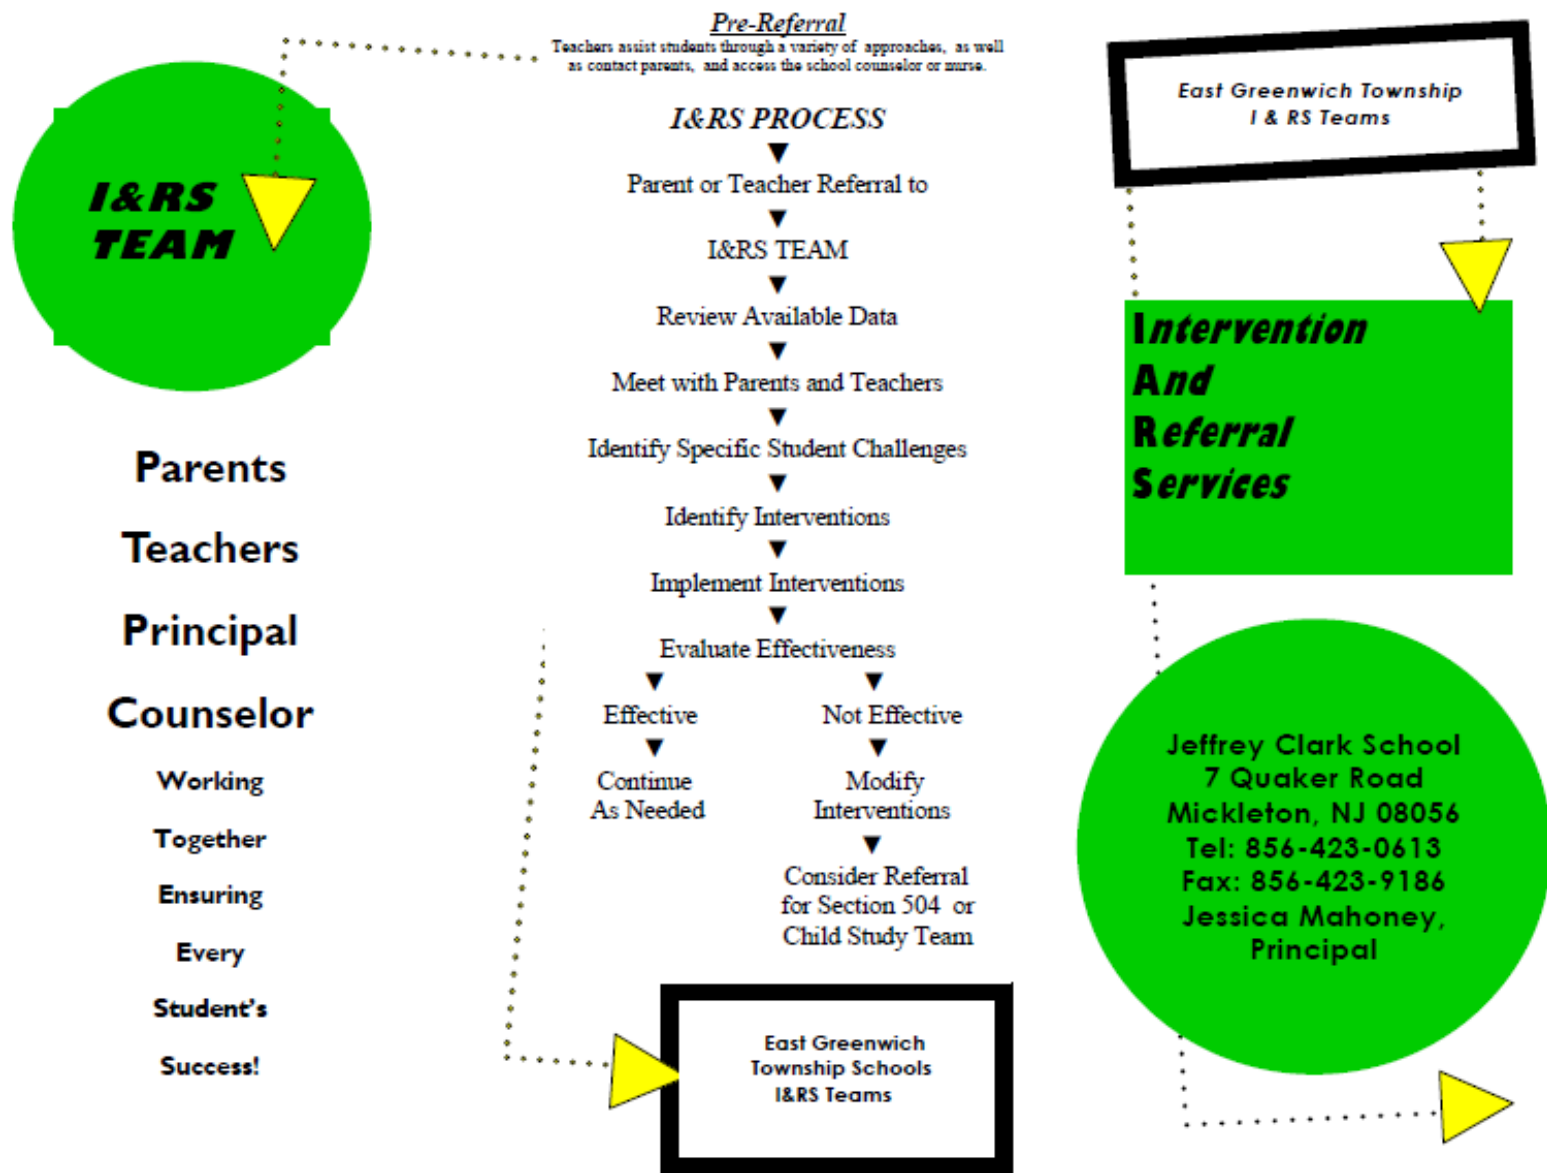 I&RS
TEAM
Parents
Teachers
Principal
Counselor
Working
Together
Ensuring
Every
Student's
Success!
Pre-Referral
Teachers assist students through a variety of approaches, as well
as contact parents, and access the school counselor or nurse.
I&RS PROCESS
Parent or Teacher Referral to
I&RS TEAM
Review Available Data
Meet with Parents and Teachers
Identify Specific Student Challenges
Identify Interventions
Implement Interventions
Evaluate Effectiveness
Effective
Continue
As Needed
Not Effective
Modify
Interventions
Consider Referral
for Section 504 or
Child Study Team
East Greenwich
Township Schools
I&RS Teams
East Greenwich Township
I & RS Teams
Intervention
And
Referral
Services
Jeffrey Clark School
7 Quaker Road
Mickleton, NJ 08056
Tel: 856-423-0613
Fax: 856-423-9186
Jessica Mahoney,
Principal